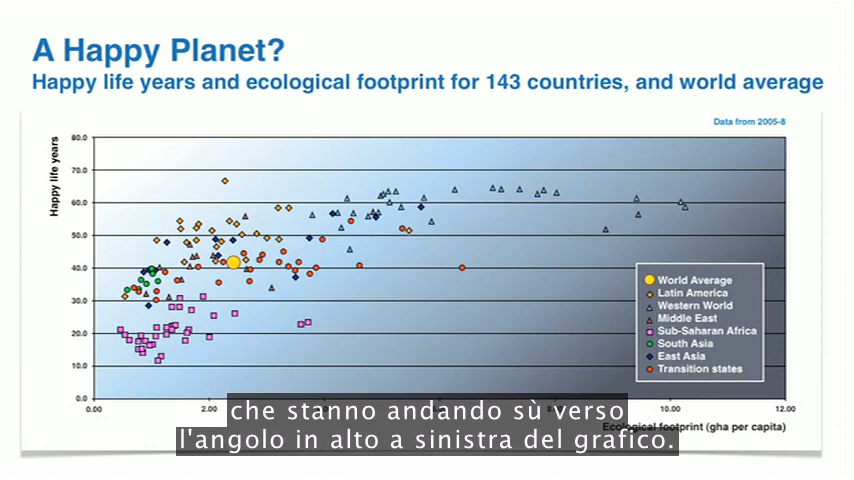 A Happy Planet?
Happy life years and ecological footprint for 143 countries, and world average
Data from 2005-8
Happy life years
80.0
70.0
60.0
50.0
40.0
30.0
20.0
10.0
0.0
World Average
Latin America
Western World
Middle East
Sub-Saharan Africa
South Asia
East Asia
Transition states
0.00
2.00
10.00
12.00
Ecological footprint (gha per capita)
che stanno andando sù verso
l'angolo in alto a sinistra del grafico.